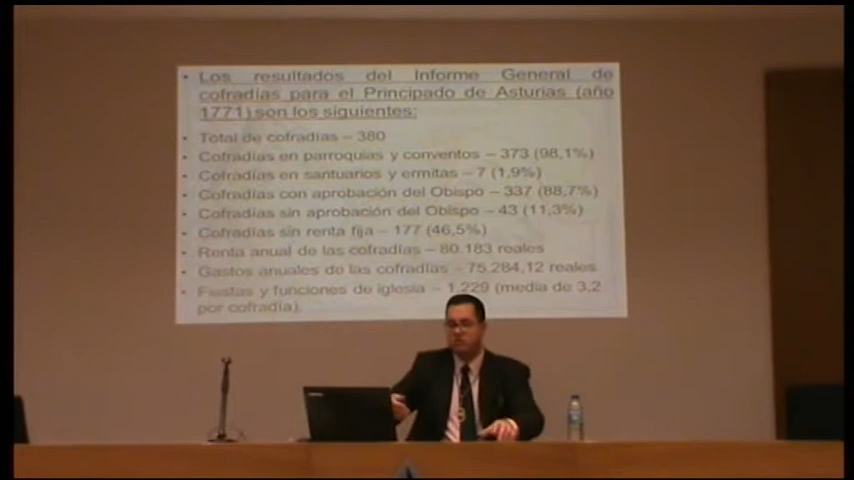 • Los resultados del Informe General de
cofradías para el Principado de Asturias (año
1771) son los siguientes:
• Total de cofradías – 380
• Cofradías en parroquias y conventos – 373 (98,1%)
• Cofradías en santuarios y ermitas – 7 (1,9%)
• Cofradías con aprobación del Obispo – 337 (88,7%)
• Cofradías sin aprobación del Obispo – 43 (11,3%)
• Cofradías sin renta fija – 177 (46,5%)
• Renta anual de las cofradías – 80.183 reales
• Gastos anuales de las cofradías – 75.284,12 reales
• Fiestas y funciones de iglesia – 1.229 (media de 3,2
por cofradía).